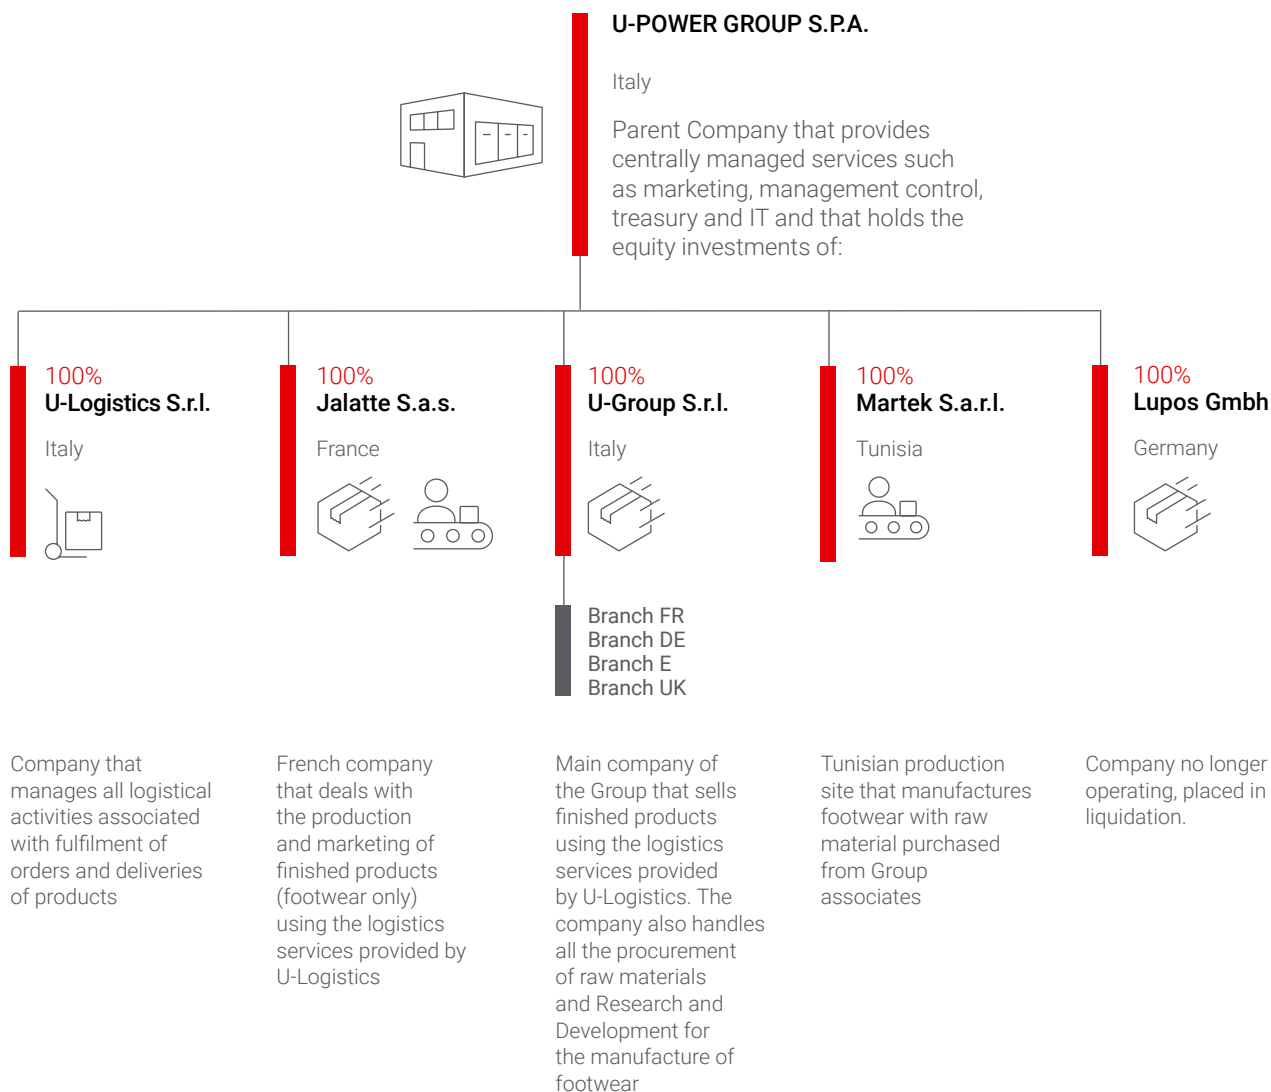 U-POWER GROUP S.P.A.
Italy
Parent Company that provides
centrally managed services such
as marketing, management control,
treasury and IT and that holds the
equity investments of:
100%
U-Logistics S.r.l.
Italy
100%
Jalatte S.a.s.
France
100%
U-Group S.r.l.
Italy
100%
Martek S.a.r.l.
Tunisia
100%
Lupos Gmbh
Germany
Branch FR
Branch DE
Branch E
Branch UK
Company that
manages all logistical
activities associated
with fulfilment of
orders and deliveries
of products
French company
that deals with
the production
and marketing of
finished products
(footwear only)
using the logistics
services provided by
U-Logistics
Main company of
the Group that sells
finished products
using the logistics
services provided
by U-Logistics. The
company also handles
all the procurement
of raw materials
and Research and
Development for
the manufacture of
footwear
Tunisian production
site that manufactures
footwear with raw
material purchased
from Group
associates
Company no longer
operating, placed in
liquidation.